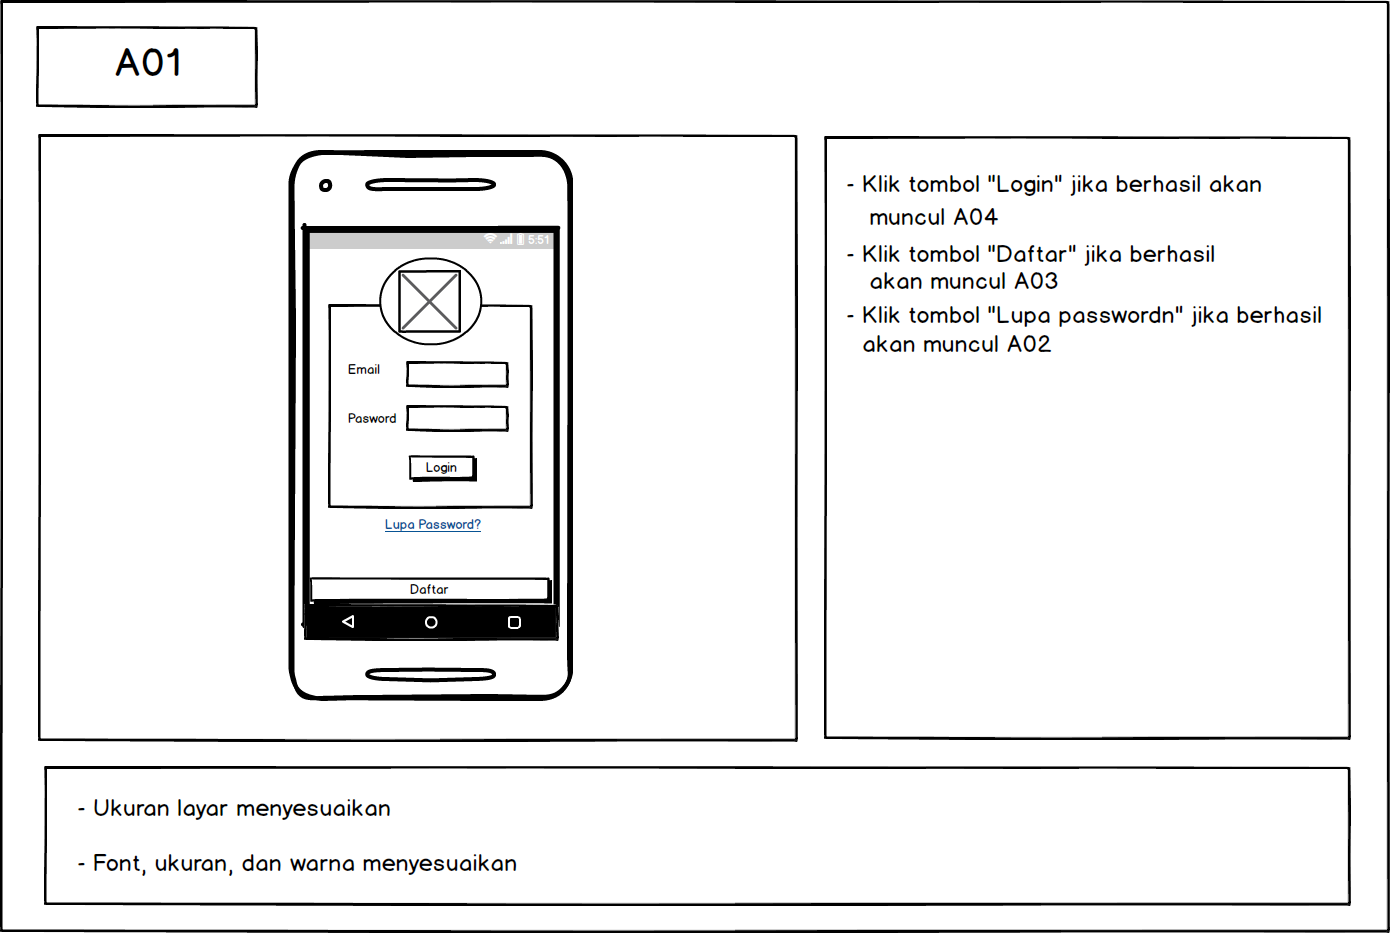 A01
5:51
Email
Pasword
Login
Lupa Password?
Daftar
- Klik tombol "Login" jika berhasil akan
muncul A04
- Klik tombol "Daftar" jika berhasil
akan muncul A03
- Klik tombol "Lupa passwordn" jika berhasil
akan muncul A02
- Ukuran layar menyesuaikan
- Font, ukuran, dan warna menyesuaikan